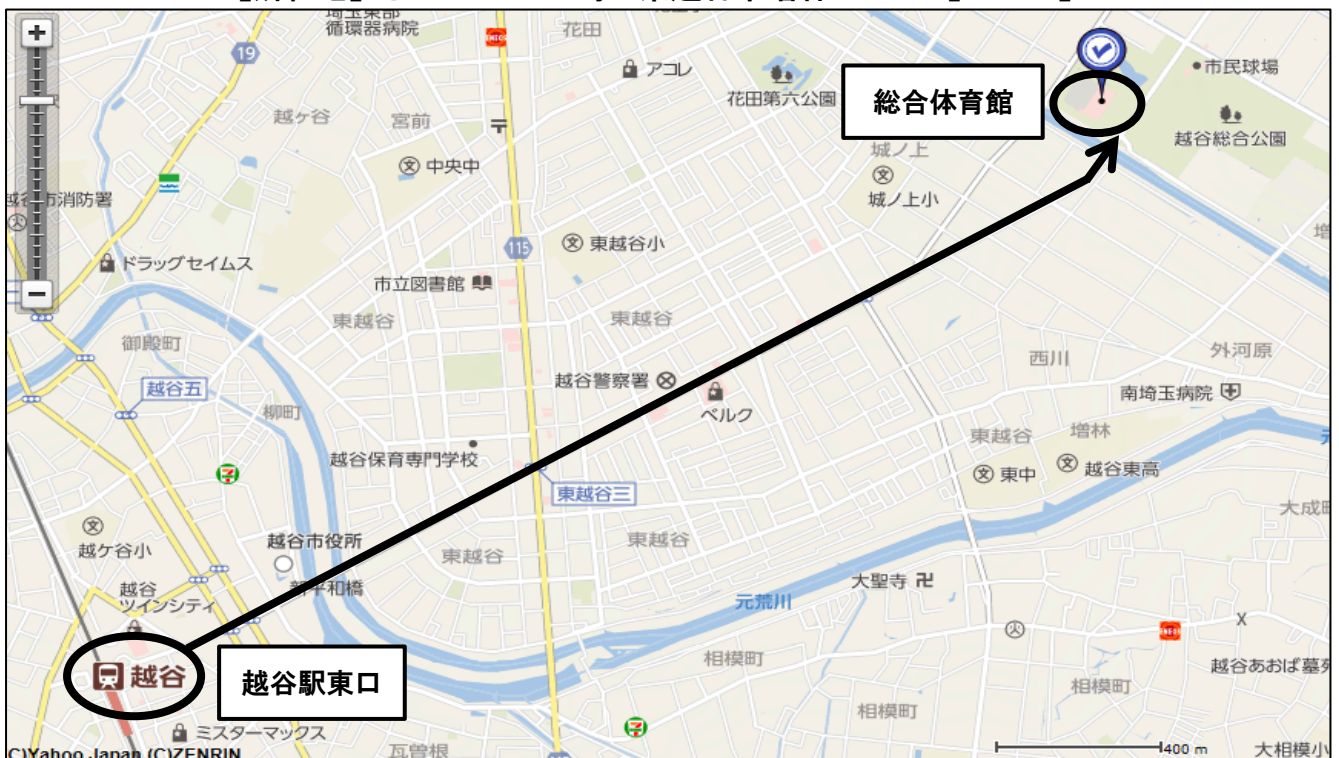 埼玉東部
循環器病院
花田
アコレ
花田第六公園
総合体育館
市民球場
越谷総合公園
19
越ヶ谷
宮前
中央中
城ノ上
城ノ上小
ドラッグセイムス
115
東越谷小
市立図書館
東越谷
東越谷
御殿町
越谷五
柳町
越谷警察署
ベルク
西川
外河原
南埼玉病院
東越谷
増林
東中
越谷東高
越谷保育専門学校
東越谷三
大成町
越ケ谷小
越谷市役所
東越谷
東越谷
越谷
ツインシティ
新平和橋
元荒川
大聖寺
越谷
越谷駅東口
相模町
相模町
相模町
越谷あおば墓苑
ミスターマックス
瓦曽根
400 m
大相模小
C)Yahoo Japan (C)ZENRIN